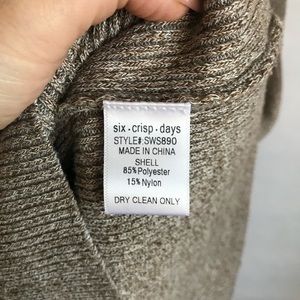 six · crisp · days
STYLE#:SWS890
MADE IN CHINA
SHELL
85% Polyester
15% Nylon
DRY CLEAN ONLY